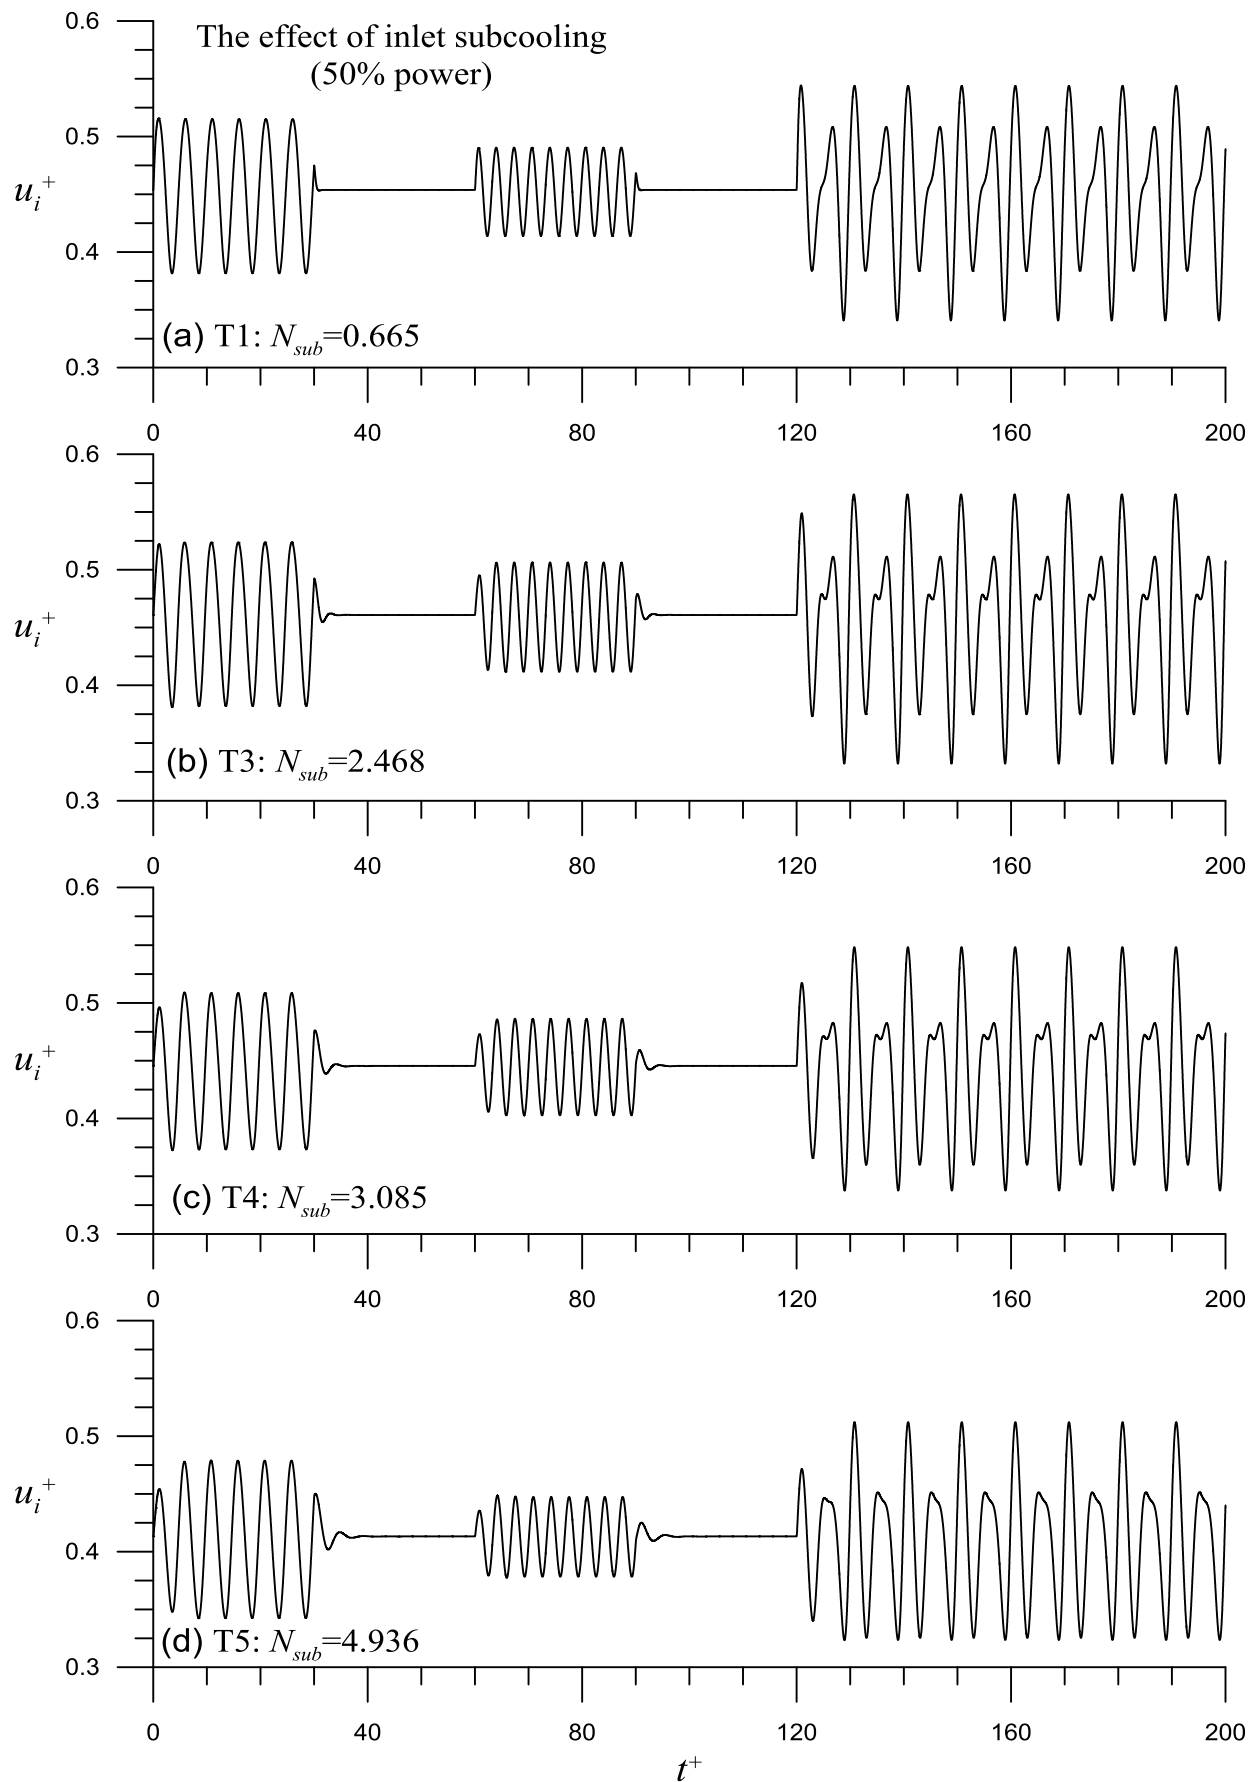 The effect of inlet subcooling
(50% power)
0.6
0.5
0.4
0.3
u_i^+
(a) T1: N_sub=0.665
0 40 80 120 160 200
0.6
0.5
0.4
0.3
u_i^+
(b) T3: N_sub=2.468
0 40 80 120 160 200
0.6
0.5
0.4
0.3
u_i^+
(c) T4: N_sub=3.085
0 40 80 120 160 200
0.6
0.5
0.4
0.3
u_i^+
(d) T5: N_sub=4.936
0 40 80 120 160 200
t^+